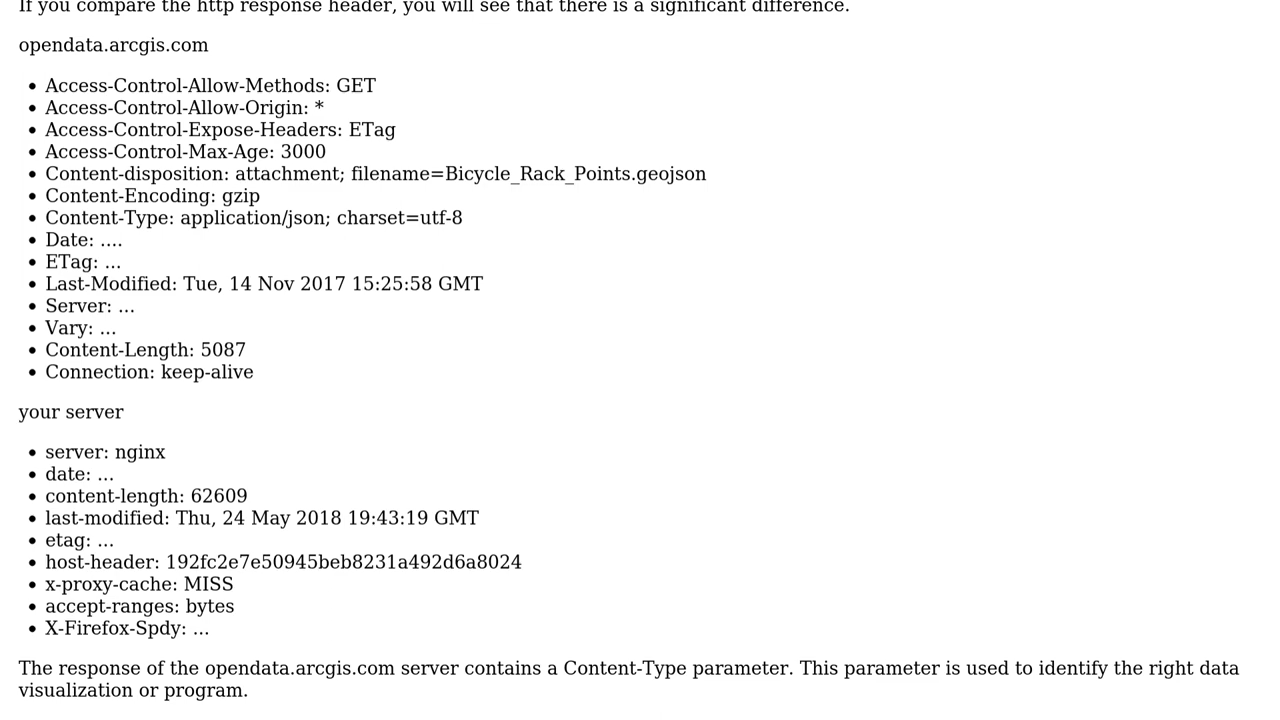 If you compare the http response header, you will see that there is a significant difference.
opendata.arcgis.com
• Access-Control-Allow-Methods: GET
• Access-Control-Allow-Origin: *
• Access-Control-Expose-Headers: ETag
• Access-Control-Max-Age: 3000
• Content-disposition: attachment; filename=Bicycle_Rack_Points.geojson
• Content-Encoding: gzip
• Content-Type: application/json; charset=utf-8
• Date: ....
• ETag: ...
• Last-Modified: Tue, 14 Nov 2017 15:25:58 GMT
• Server: ...
• Vary: ...
• Content-Length: 5087
• Connection: keep-alive
your server
• server: nginx
• date: ...
• content-length: 62609
• last-modified: Thu, 24 May 2018 19:43:19 GMT
• etag: ...
• host-header: 192fc2e7e50945beb8231a492d6a8024
• x-proxy-cache: MISS
• accept-ranges: bytes
• X-Firefox-Spdy: ...
The response of the opendata.arcgis.com server contains a Content-Type parameter. This parameter is used to identify the right data
visualization or program.